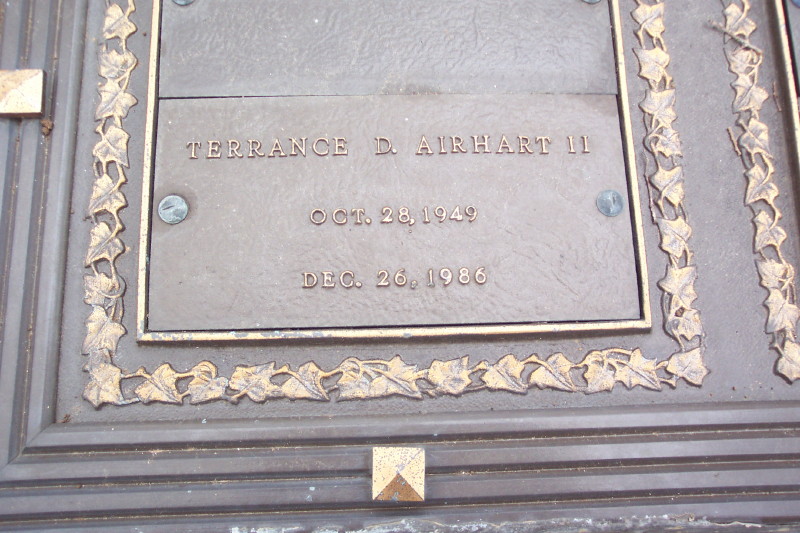 TERRANCE D. AIRHART II
OCT. 28, 1949
DEC. 26, 1986